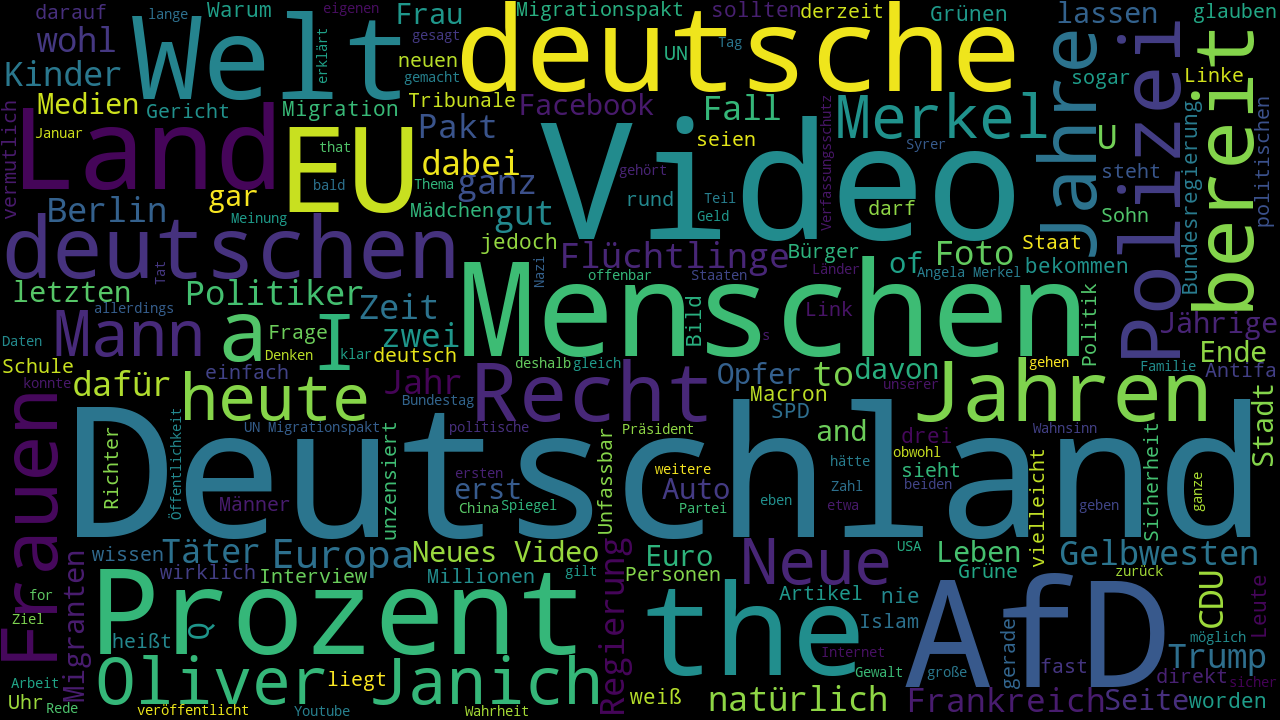 darauf
lange
Warum
eigenen
Frau
Migrationspakt
sollten
derzeit
Grünen
lassen
glauben
wohl
Welt
erklärt
gesagt
neuen
gemacht
deutsche
UN
Tag
Jahre
Polizei
sogar
Linke
bereit
Kinder
Medien
Gericht
Migration
Tribunale
Facebook
Fall
Merkel
U
Bundesregierung
politischen
vermutlich
Januar
Land
EU
that
bald
Pakt
dabei
Thema
ganz
Video
seien
Verfassungsschutz
Syrer
steht
gar
Berlin
Meinung
Mädchen
gut
gehört
rund
Teil
Geld
darf
Sohn
deutschen
Tat
jedoch
Nazi
Flüchtlinge
Bürger
of
Foto
Staat
offenbar
Staaten
Länder
Angela Merkel
bekommen
letzten
allerdings
Politiker
Zeit
Menschen
Bild
Link
s
Politik
Jährige
Daten
Mann
a
Frage
I
zwei
Denken
klar
deutsch
deshalb
gleich
gehen
Ende
Schule
konnte
dafür
einfach
Jahr
Recht
Opfer
to
davon
unserer
Familie
Antifa
heute
Bundestag
Macron
Jahren
Frauen
Deutschland
UN Migrationspakt
politische
Präsident
SPD
and
drei
Wahnsinn
Stadt
Richter
Öffentlichkeit
unzensiert
Unfassbar
weitere
hätte
obwohl
sieht
beiden
vielleicht
Sicherheit
ganze
ersten
erst
Auto
Zahl
Männer
China
Spiegel
Partei
eben
etwa
geben
wissen
Täter
Europa
Neues Video
Euro
Neue
USA
Leben
Gelbwesten
Migranten
wirklich
Interview
Millionen
gilt
Regierung
Personen
Grüne
zurück
for
Ziel
Prozent
Q
heißt
the
Artikel
nie
AfD
CDU
Leute
Islam
gerade
möglich
Internet
Trump
Arbeit
Oliver Janich
liegt
Gewalt
große
fast
direkt
sicher
Uhr
Rede
veröffentlicht
Youtube
Wahrheit
weiß
natürlich
Frankreich
Seite
worden